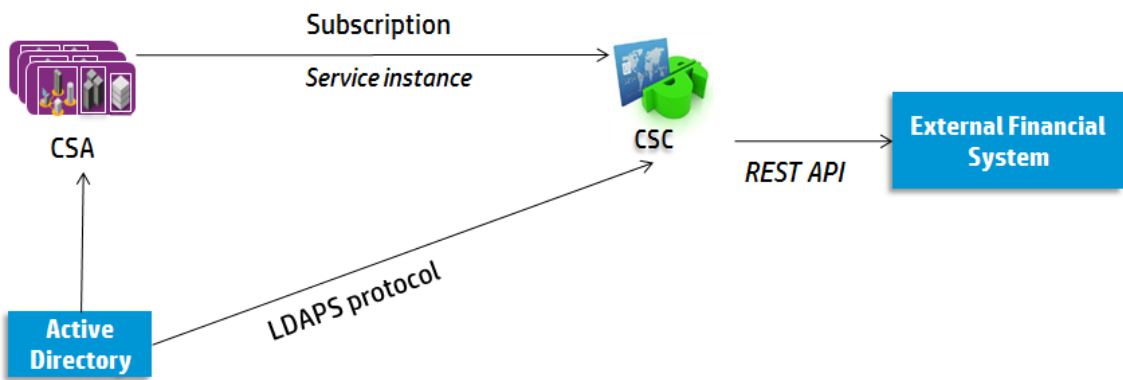 Subscription
Service instance
CSA
CSC
REST API
External Financial
System
LDAPS protocol
Active
Directory